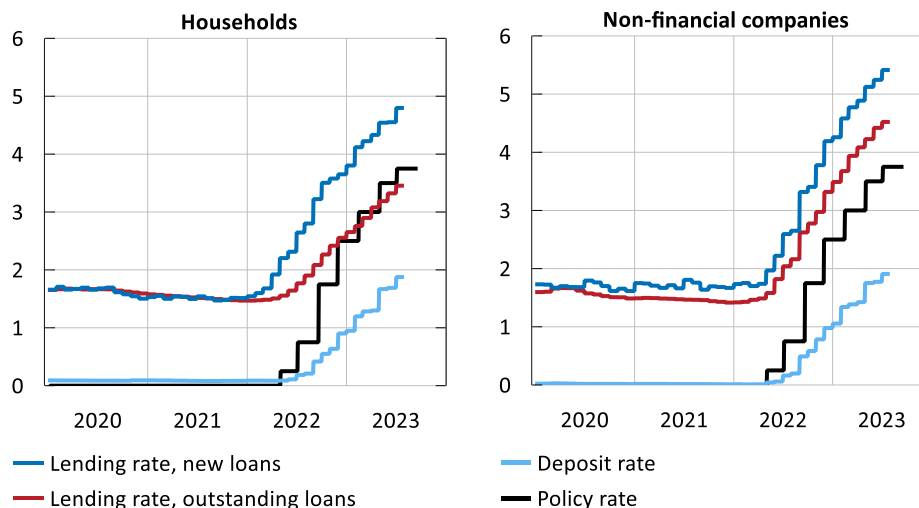 Households
6
5
4
3
2
1
0
2020 2021 2022 2023
Non-financial companies
6
5
4
3
2
1
0
2020 2021 2022 2023
Lending rate, new loans
Lending rate, outstanding loans
Deposit rate
Policy rate